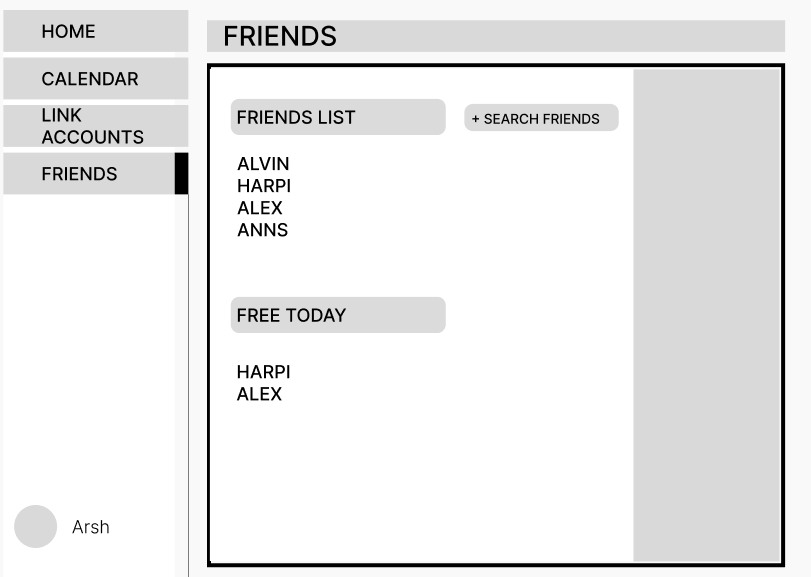 HOME
CALENDAR
LINK
ACCOUNTS
FRIENDS
Arsh
FRIENDS
FRIENDS LIST
+ SEARCH FRIENDS
ALVIN
HARPI
ALEX
ANNS
FREE TODAY
HARPI
ALEX